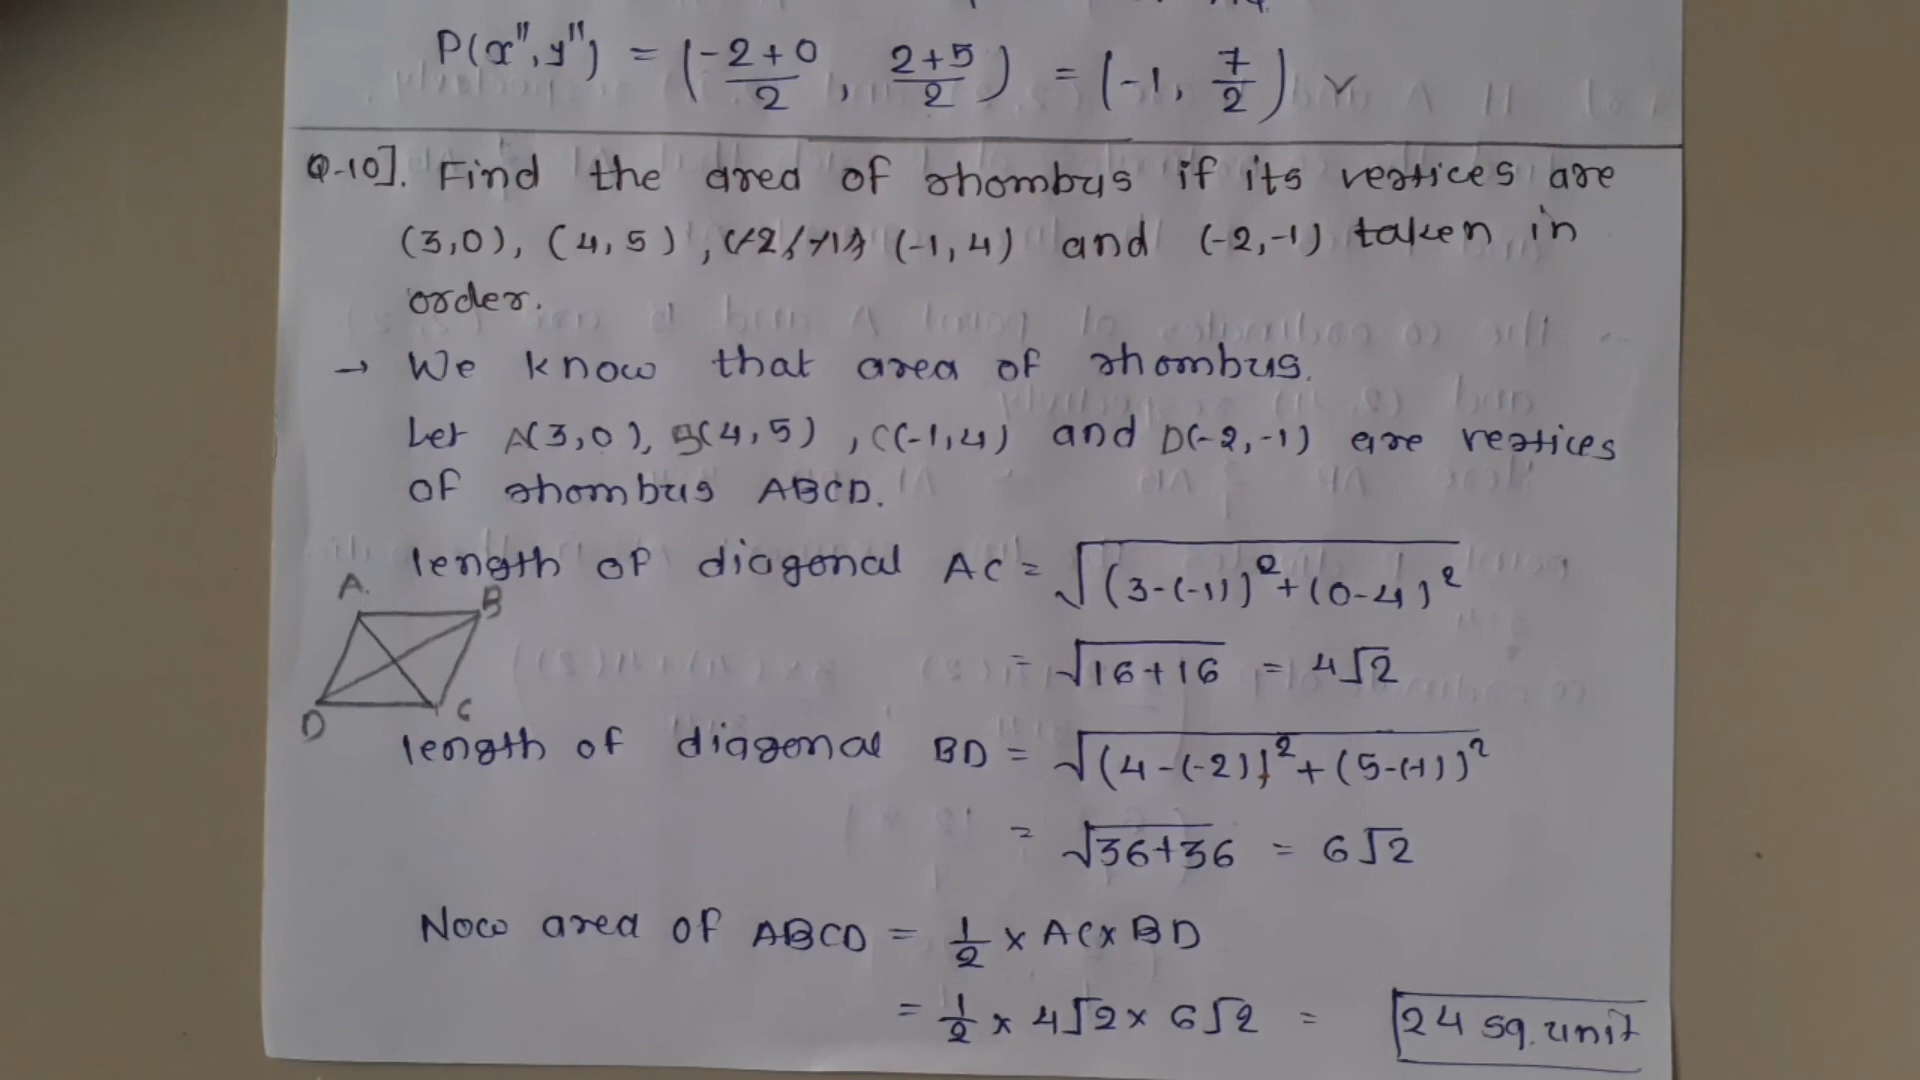 P(x",y") = (-2+0/2, 2+5/2) = (-1, 7/2)
Q-10]. Find the area of rhombus if its vertices are
(3,0), (4,5), (-1,4) and (-2,-1) taken in
order.
→ We know that area of rhombus.
Let A(3,0), B(4,5), C(-1,4) and D(-2,-1) are vertices
of rhombus ABCD.
length of diagonal AC = √((3-(-1))²+(0-4)²)
A B
= √(16+16) = 4√2
D C
length of diagonal BD = √((4-(-2))²+(5-(-1))²)
= √(36+36) = 6√2
Now area of ABCD = 1/2 × AC × BD
= 1/2 × 4√2 × 6√2 = 24 sq. unit